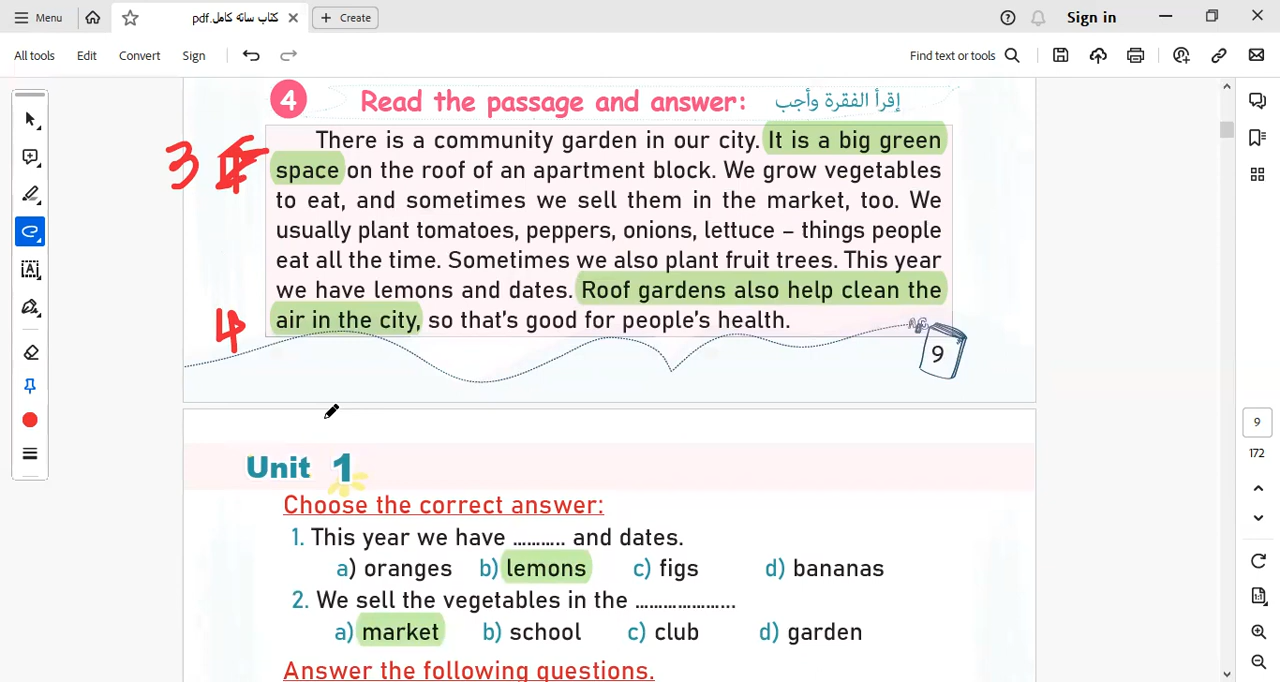 Menu
كتاب ساته كامل.pdf
Create
Sign in
All tools Edit Convert Sign
Find text or tools
4 Read the passage and answer: إقرأ الفقرة وأجب
There is a community garden in our city. It is a big green
3
space on the roof of an apartment block. We grow vegetables
to eat, and sometimes we sell them in the market, too. We
usually plant tomatoes, peppers, onions, lettuce – things people
eat all the time. Sometimes we also plant fruit trees. This year
we have lemons and dates. Roof gardens also help clean the
4
air in the city, so that's good for people's health.
9
Unit 1
Choose the correct answer:
1. This year we have ........... and dates.
a) oranges b) lemons c) figs d) bananas
2. We sell the vegetables in the .....................
a) market b) school c) club d) garden
Answer the following questions.
9
172